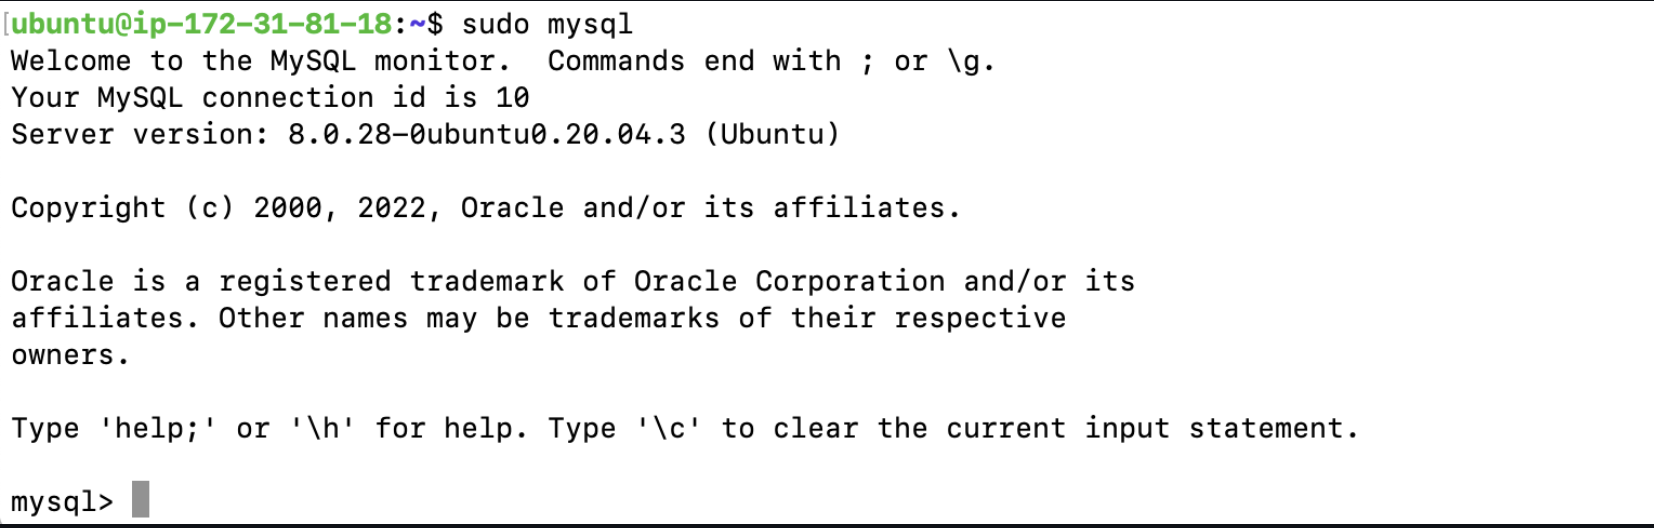 [ubuntu@ip-172-31-81-18:~$ sudo mysql
Welcome to the MySQL monitor.  Commands end with ; or \g.
Your MySQL connection id is 10
Server version: 8.0.28-0ubuntu0.20.04.3 (Ubuntu)
Copyright (c) 2000, 2022, Oracle and/or its affiliates.
Oracle is a registered trademark of Oracle Corporation and/or its
affiliates. Other names may be trademarks of their respective
owners.
Type 'help;' or '\h' for help. Type '\c' to clear the current input statement.
mysql>